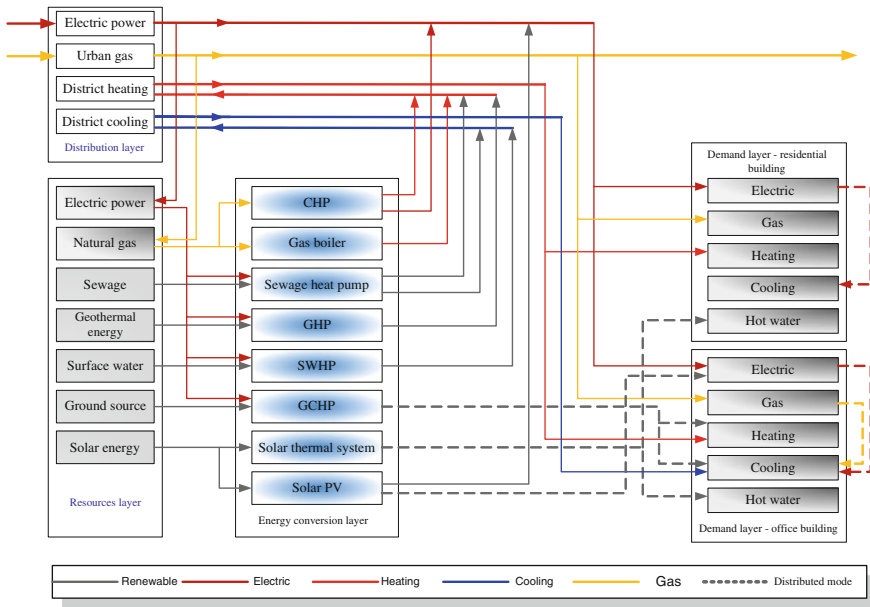 Electric power
Urban gas
District heating
District cooling
Distribution layer
Electric power
Natural gas
Sewage
Geothermal
energy
Surface water
Ground source
Solar energy
Resources layer
CHP
Gas boiler
Sewage heat pump
GHP
SWHP
GCHP
Solar thermal system
Solar PV
Energy conversion layer
Demand layer - residential
building
Electric
Gas
Heating
Cooling
Hot water
Electric
Gas
Heating
Cooling
Hot water
Demand layer - office building
Renewable
Electric
Heating
Cooling
Gas
Distributed mode